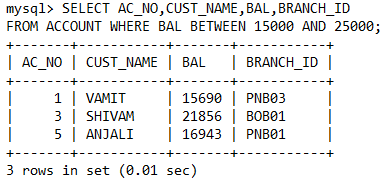 mysql> SELECT AC_NO,CUST_NAME,BAL,BRANCH_ID
FROM ACCOUNT WHERE BAL BETWEEN 15000 AND 25000;
+-------+-----------+-------+-----------+
| AC_NO | CUST_NAME | BAL   | BRANCH_ID |
+-------+-----------+-------+-----------+
|     1 | VAMIT     | 15690 | PNB03     |
|     3 | SHIVAM    | 21856 | BOB01     |
|     5 | ANJALI    | 16943 | PNB01     |
+-------+-----------+-------+-----------+
3 rows in set (0.01 sec)